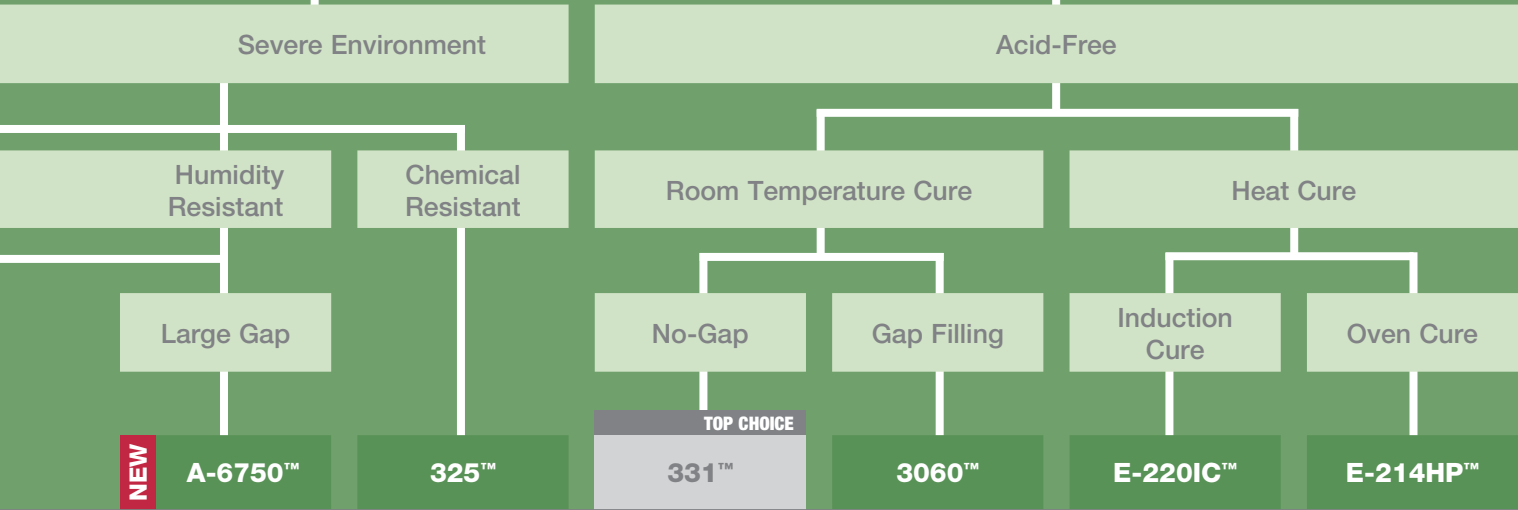 Severe Environment
Acid-Free
Humidity
Resistant
Chemical
Resistant
Room Temperature Cure
Heat Cure
Large Gap
No-Gap
Gap Filling
Induction
Cure
Oven Cure
TOP CHOICE
NEW
A-6750™
325™
331™
3060™
E-220IC™
E-214HP™